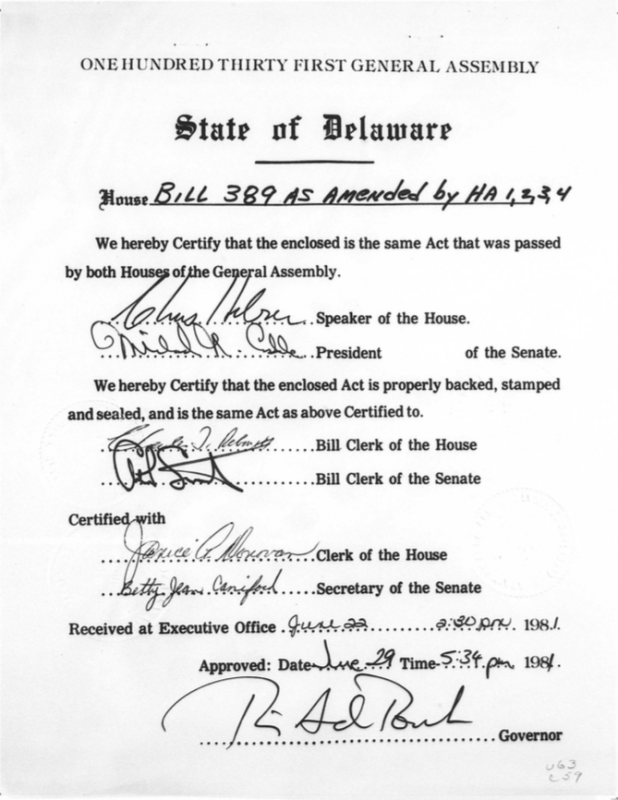 ONE HUNDRED THIRTY FIRST GENERAL ASSEMBLY
State of Delaware
House Bill 389 AS Amended by HA 1,2,3,4
We hereby Certify that the enclosed is the same Act that was passed
by both Houses of the General Assembly.
Speaker of the House.
President of the Senate.
We hereby Certify that the enclosed Act is properly backed, stamped
and sealed, and is the same Act as above Certified to.
Bill Clerk of the House
Bill Clerk of the Senate
Certified with
Janice A. Donovan Clerk of the House
Betty Jean Caniford Secretary of the Senate
Received at Executive Office June 22 2:30 p.m. 1981.
Approved: Date June 29 Time 5:34 pm 1981.
Governor